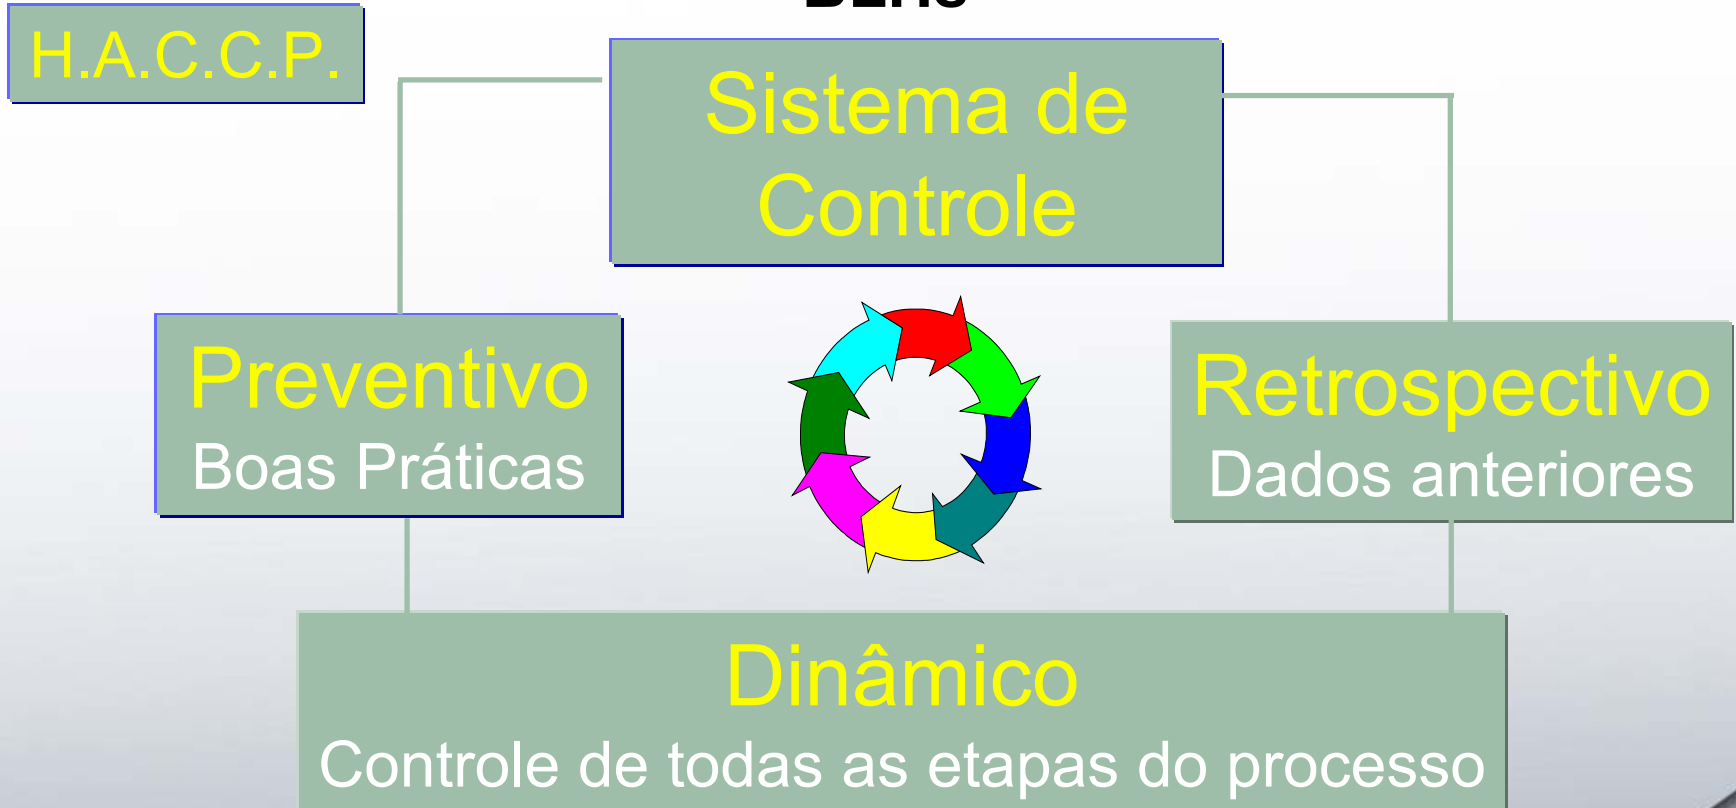 H.A.C.C.P.
Sistema de
Controle
Preventivo
Boas Práticas
Retrospectivo
Dados anteriores
Dinâmico
Controle de todas as etapas do processo